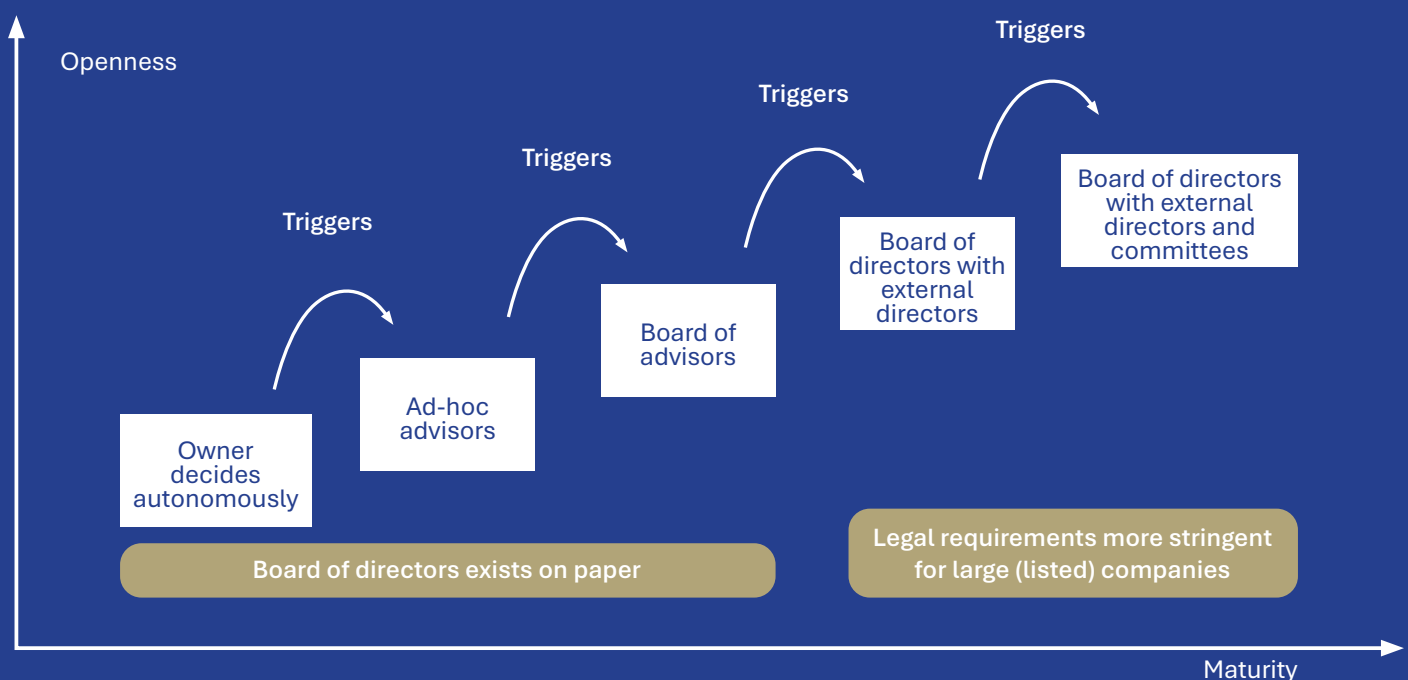 Openness
Triggers
Triggers
Triggers
Triggers
Owner
decides
autonomously
Ad-hoc
advisors
Board of
advisors
Board of
directors with
external
directors
Board of directors
with external
directors and
committees
Board of directors exists on paper
Legal requirements more stringent
for large (listed) companies
Maturity